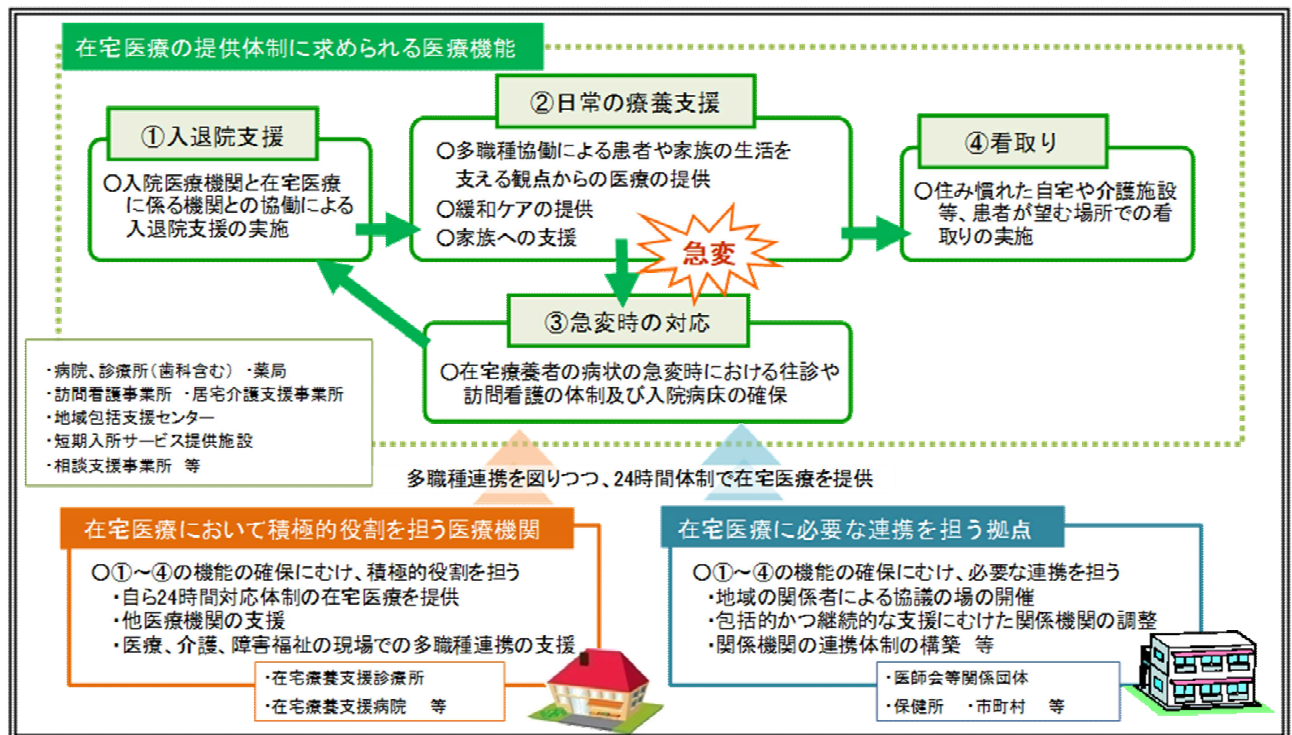 在宅医療の提供体制に求められる医療機能
①入退院支援
〇入院医療機関と在宅医療
に係る機関との協働による
入退院支援の実施
②日常の療養支援
〇多職種協働による患者や家族の生活を
支える観点からの医療の提供
〇緩和ケアの提供
〇家族への支援
急変
④看取り
〇住み慣れた自宅や介護施設
等、患者が望む場所での看
取りの実施
③急変時の対応
〇在宅療養者の病状の急変時における往診や
訪問看護の体制及び入院病床の確保
・病院、診療所(歯科含む) ・薬局
・訪問看護事業所 ・居宅介護支援事業所
・地域包括支援センター
・短期入所サービス提供施設
・相談支援事業所 等
多職種連携を図りつつ、24時間体制で在宅医療を提供
在宅医療において積極的役割を担う医療機関
〇①~④の機能の確保にむけ、積極的役割を担う
・自ら24時間対応体制の在宅医療を提供
・他医療機関の支援
・医療、介護、障害福祉の現場での多職種連携の支援
・在宅療養支援診療所
・在宅療養支援病院 等
在宅医療に必要な連携を担う拠点
〇①~④の機能の確保にむけ、必要な連携を担う
・地域の関係者による協議の場の開催
・包括的かつ継続的な支援にむけた関係機関の調整
・関係機関の連携体制の構築 等
・医師会等関係団体
・保健所 ・市町村 等